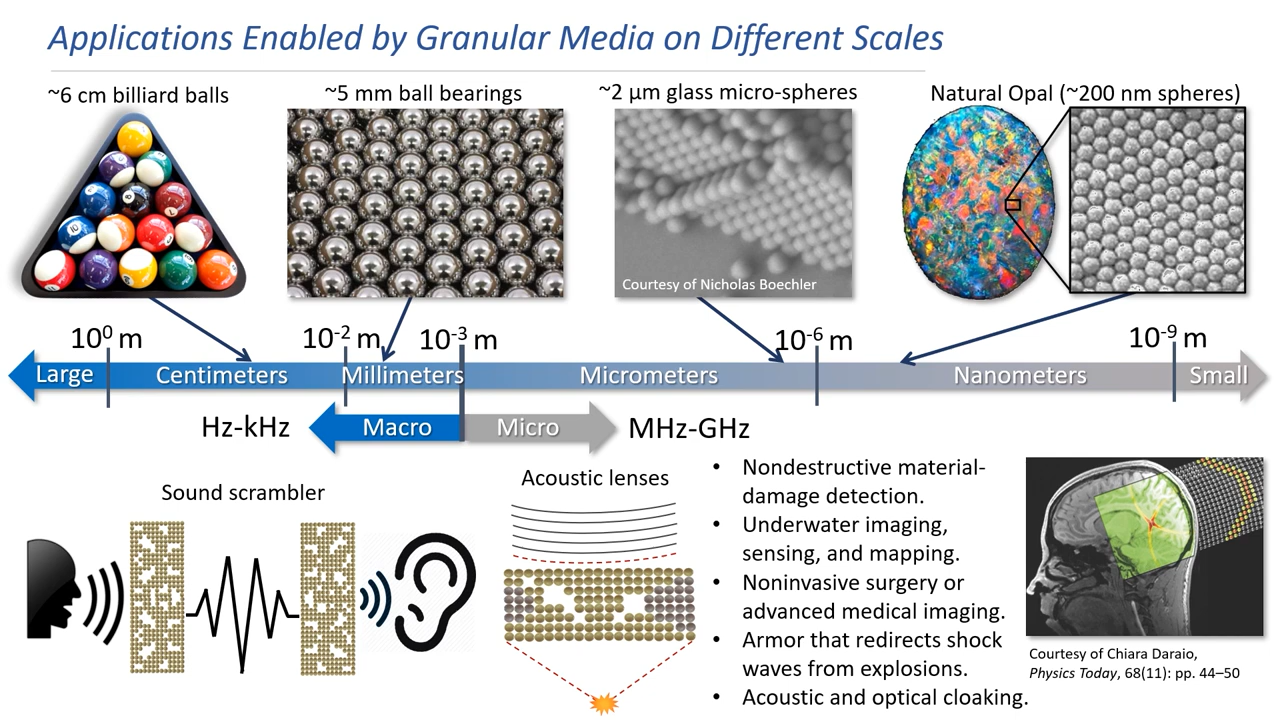 Applications Enabled by Granular Media on Different Scales
~6 cm billiard balls
~5 mm ball bearings
~2 µm glass micro-spheres
Natural Opal (~200 nm spheres)
Courtesy of Nicholas Boechler
10⁰ m
10⁻² m
10⁻³ m
10⁻⁶ m
10⁻⁹ m
Large
Centimeters
Millimeters
Micrometers
Nanometers
Small
Hz-kHz
Macro
Micro
MHz-GHz
Sound scrambler
Acoustic lenses
• Nondestructive material-
damage detection.
• Underwater imaging,
sensing, and mapping.
• Noninvasive surgery or
advanced medical imaging.
• Armor that redirects shock
waves from explosions.
• Acoustic and optical cloaking.
Courtesy of Chiara Daraio,
Physics Today, 68(11): pp. 44–50